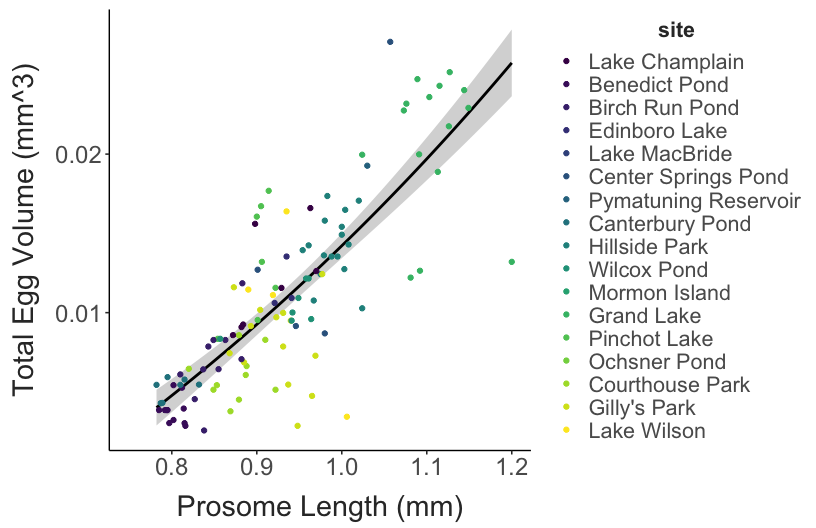 Total Egg Volume (mm^3)
0.02
0.01
0.8 0.9 1.0 1.1 1.2
Prosome Length (mm)
site
Lake Champlain
Benedict Pond
Birch Run Pond
Edinboro Lake
Lake MacBride
Center Springs Pond
Pymatuning Reservoir
Canterbury Pond
Hillside Park
Wilcox Pond
Mormon Island
Grand Lake
Pinchot Lake
Ochsner Pond
Courthouse Park
Gilly's Park
Lake Wilson